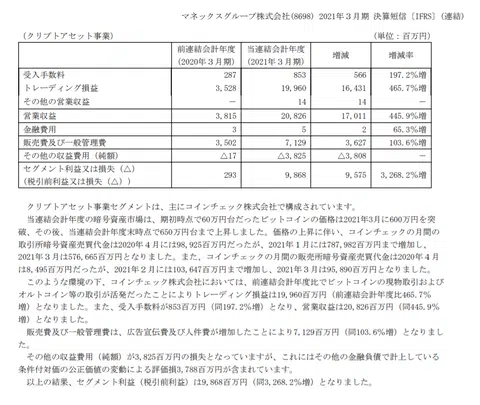 マネックスグループ株式会社(8698) 2021年3月期 決算短信［IFRS］(連結)
（クリプトアセット事業） （単位：百万円）
前連結会計年度（2020年3月期） 当連結会計年度（2021年3月期） 増減 増減率
受入手数料 287 853 566 197.2%増
トレーディング損益 3,528 19,960 16,431 465.7%増
その他の営業収益 － 14 14 －
営業収益 3,815 20,826 17,011 445.9%増
金融費用 3 5 2 65.3%増
販売費及び一般管理費 3,502 7,129 3,627 103.6%増
その他の収益費用（純額） △17 △3,825 △3,808 －
セグメント利益又は損失（△）（税引前利益又は損失（△）） 293 9,868 9,575 3,268.2%増
クリプトアセット事業セグメントは、主にコインチェック株式会社で構成されています。
当連結会計年度の暗号資産市場は、期初時点で60万円台だったビットコインの価格は2021年3月に600万円を突
破、その後、当連結会計年度末時点で650万円台まで上昇しました。価格の上昇に伴い、コインチェックの月間の
取引所暗号資産売買代金は2020年4月には98,925百万円だったが、2021年1月には787,982百万円まで増加し、
2021年3月は576,665百万円となりました。また、コインチェックの月間の販売所暗号資産売買代金は2020年4月
は8,495百万円だったが、2021年2月には103,647百万円まで増加し、2021年3月は95,890百万円となりました。
このような環境の下、コインチェック株式会社においては、前連結会計年度比でビットコインの現物取引および
オルトコイン等の取引が活発だったことによりトレーディング損益は19,960百万円（前連結会計年度比465.7%
増）となりました。また、受入手数料が853百万円（同197.2%増）となり、営業収益は20,826百万円（同445.9%
増）となりました。
販売費及び一般管理費は、広告宣伝費及び人件費が増加したことにより7,129百万円（同103.6%増）となりまし
た。
その他の収益費用（純額）が3,825百万円の損失となっていますが、これにはその他の金融負債で計上している
条件付対価の公正価値の変動による評価損3,788百万円が含まれています。
以上の結果、セグメント利益（税引前利益）は9,868百万円（同3,268.2%増）となりました。